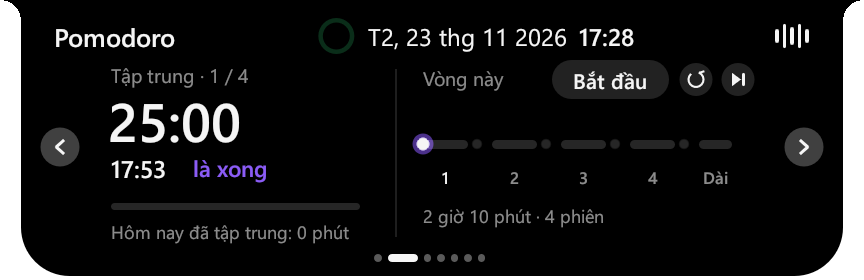 Pomodoro
T2, 23 thg 11 2026 17:28
Tập trung · 1 / 4
25:00
17:53 là xong
Hôm nay đã tập trung: 0 phút
Vòng này
Bắt đầu
1 2 3 4 Dài
2 giờ 10 phút · 4 phiên